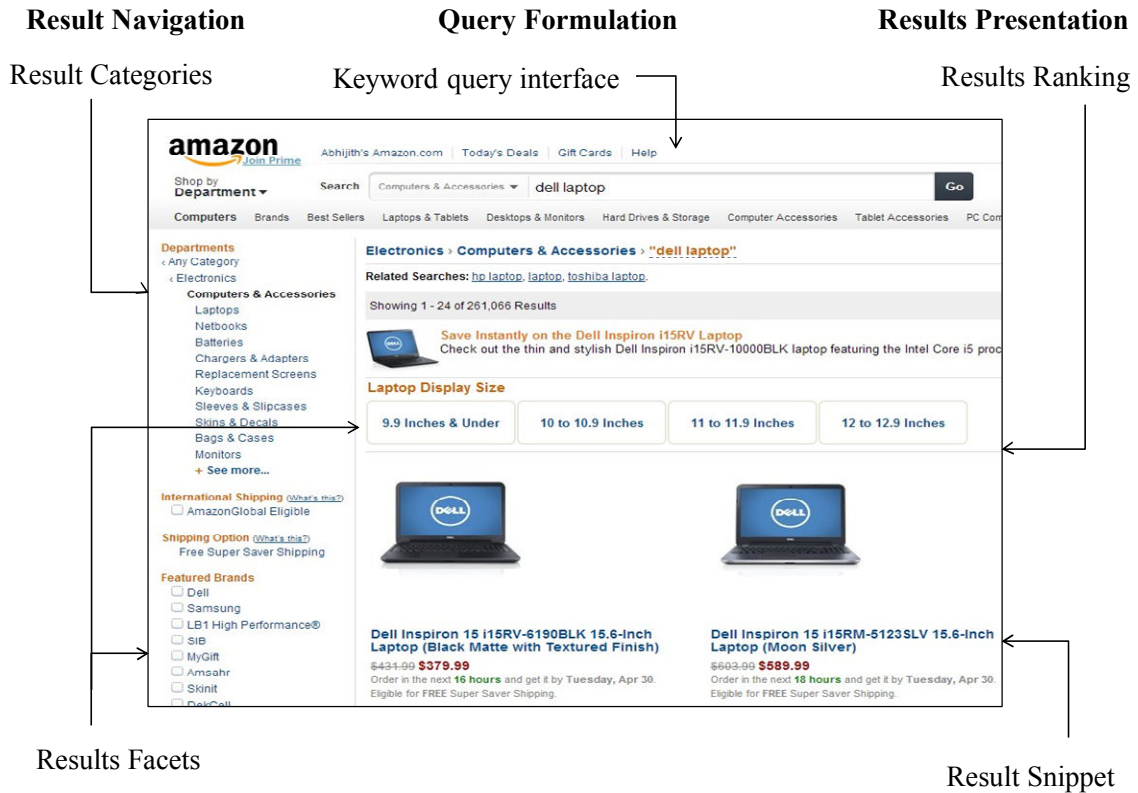 Result Navigation
Query Formulation
Results Presentation
Result Categories
Keyword query interface
Results Ranking
amazon
Join Prime
Abhijith's Amazon.com | Today's Deals | Gift Cards | Help
Shop by
Department
Search
Computers & Accessories
dell laptop
Go
Computers Brands Best Sellers Laptops & Tablets Desktops & Monitors Hard Drives & Storage Computer Accessories Tablet Accessories PC Com
Departments
‹ Any Category
‹ Electronics
Computers & Accessories
Laptops
Netbooks
Batteries
Chargers & Adapters
Replacement Screens
Keyboards
Sleeves & Slipcases
Skins & Decals
Bags & Cases
Monitors
+ See more...
International Shipping (What's this?)
AmazonGlobal Eligible
Shipping Option (What's this?)
Free Super Saver Shipping
Featured Brands
Dell
Samsung
LB1 High Performance®
SIB
MyGift
Amsahr
Skinit
DekCell
Electronics › Computers & Accessories › "dell laptop"
Related Searches: hp laptop, laptop, toshiba laptop.
Showing 1 - 24 of 261,066 Results
DELL
Save Instantly on the Dell Inspiron i15RV Laptop
Check out the thin and stylish Dell Inspiron i15RV-10000BLK laptop featuring the Intel Core i5 proc
Laptop Display Size
9.9 Inches & Under
10 to 10.9 Inches
11 to 11.9 Inches
12 to 12.9 Inches
DELL
Dell Inspiron 15 i15RV-6190BLK 15.6-Inch
Laptop (Black Matte with Textured Finish)
$431.99 $379.99
Order in the next 16 hours and get it by Tuesday, Apr 30.
Eligible for FREE Super Saver Shipping.
DELL
Dell Inspiron 15 i15RM-5123SLV 15.6-Inch
Laptop (Moon Silver)
$603.99 $589.99
Order in the next 18 hours and get it by Tuesday, Apr 30.
Eligible for FREE Super Saver Shipping.
Results Facets
Result Snippet